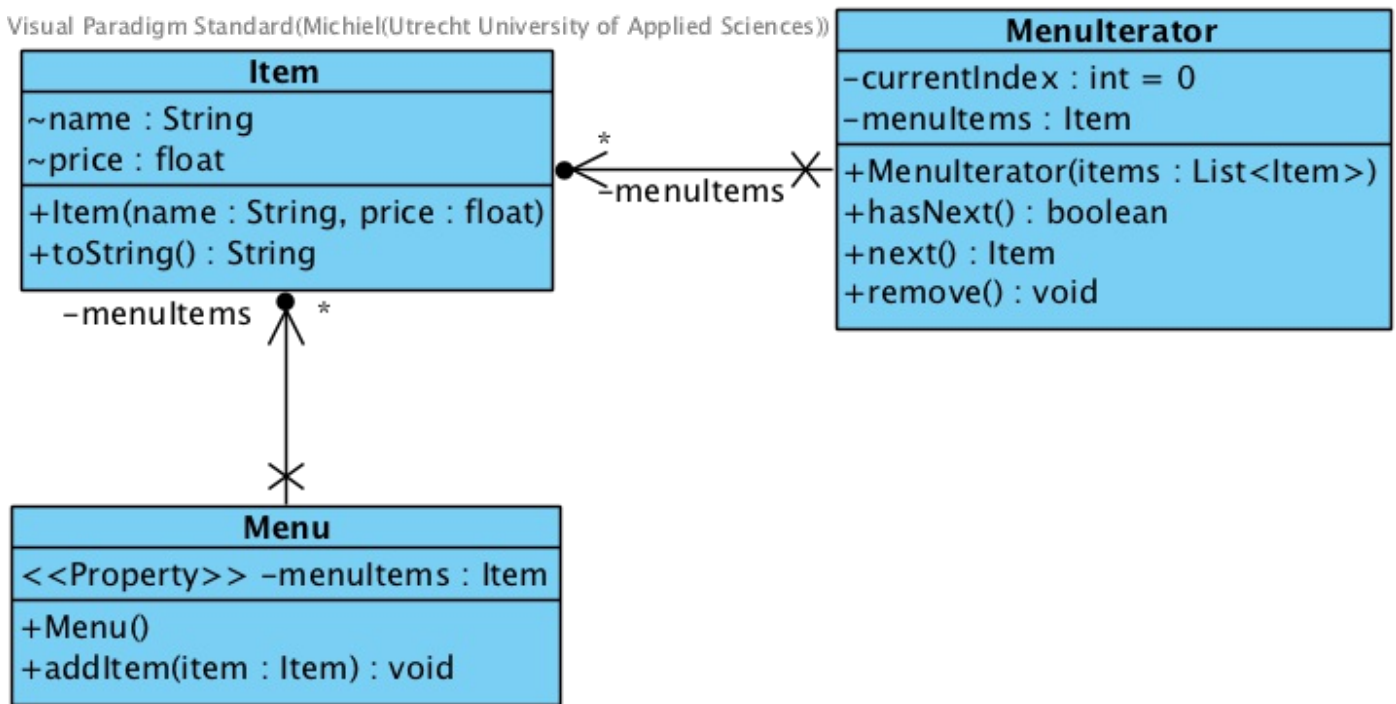 Visual Paradigm Standard(Michiel(Utrecht University of Applied Sciences))
Item
~name : String
~price : float
+Item(name : String, price : float)
+toString() : String
*
-menuItems
MenuIterator
-currentIndex : int = 0
-menuItems : Item
+MenuIterator(items : List<Item>)
+hasNext() : boolean
+next() : Item
+remove() : void
-menuItems
*
Menu
<<Property>> -menuItems : Item
+Menu()
+addItem(item : Item) : void